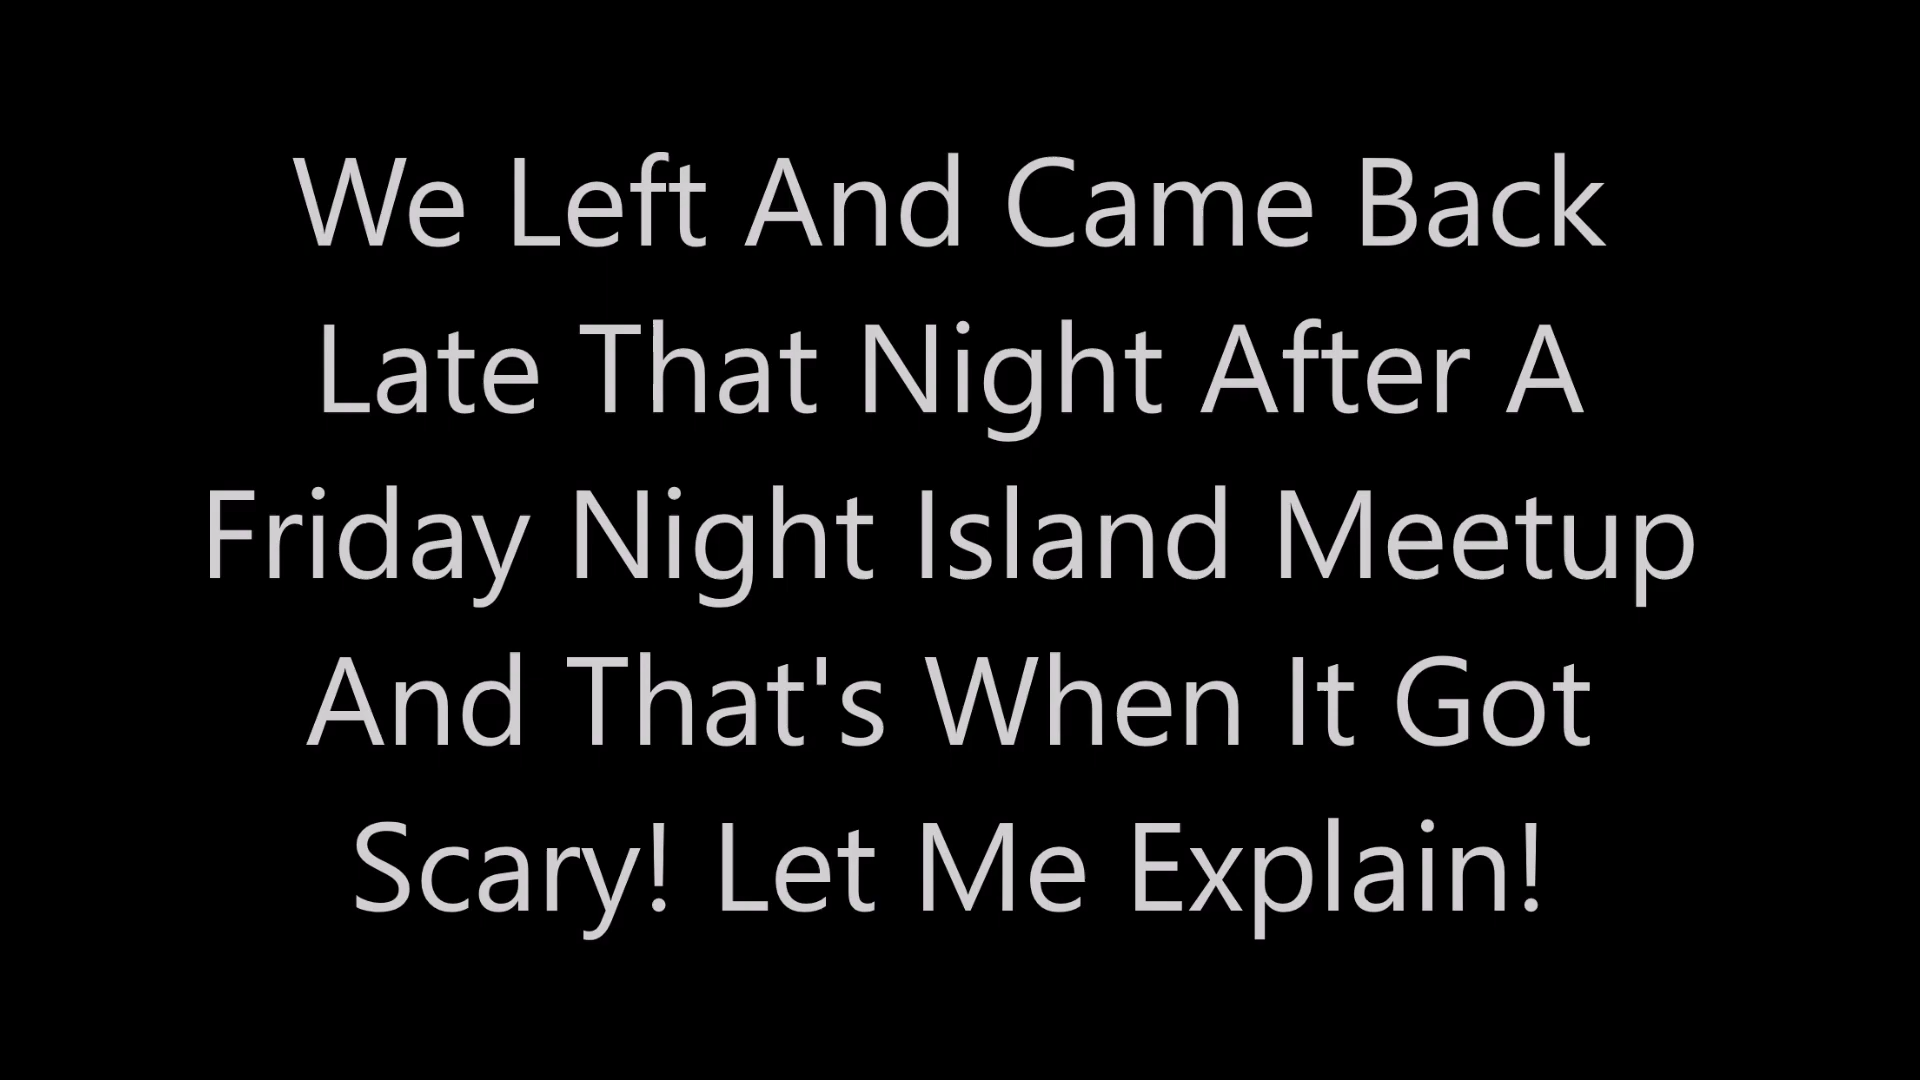 We Left And Came Back
Late That Night After A
Friday Night Island Meetup
And That's When It Got
Scary! Let Me Explain!